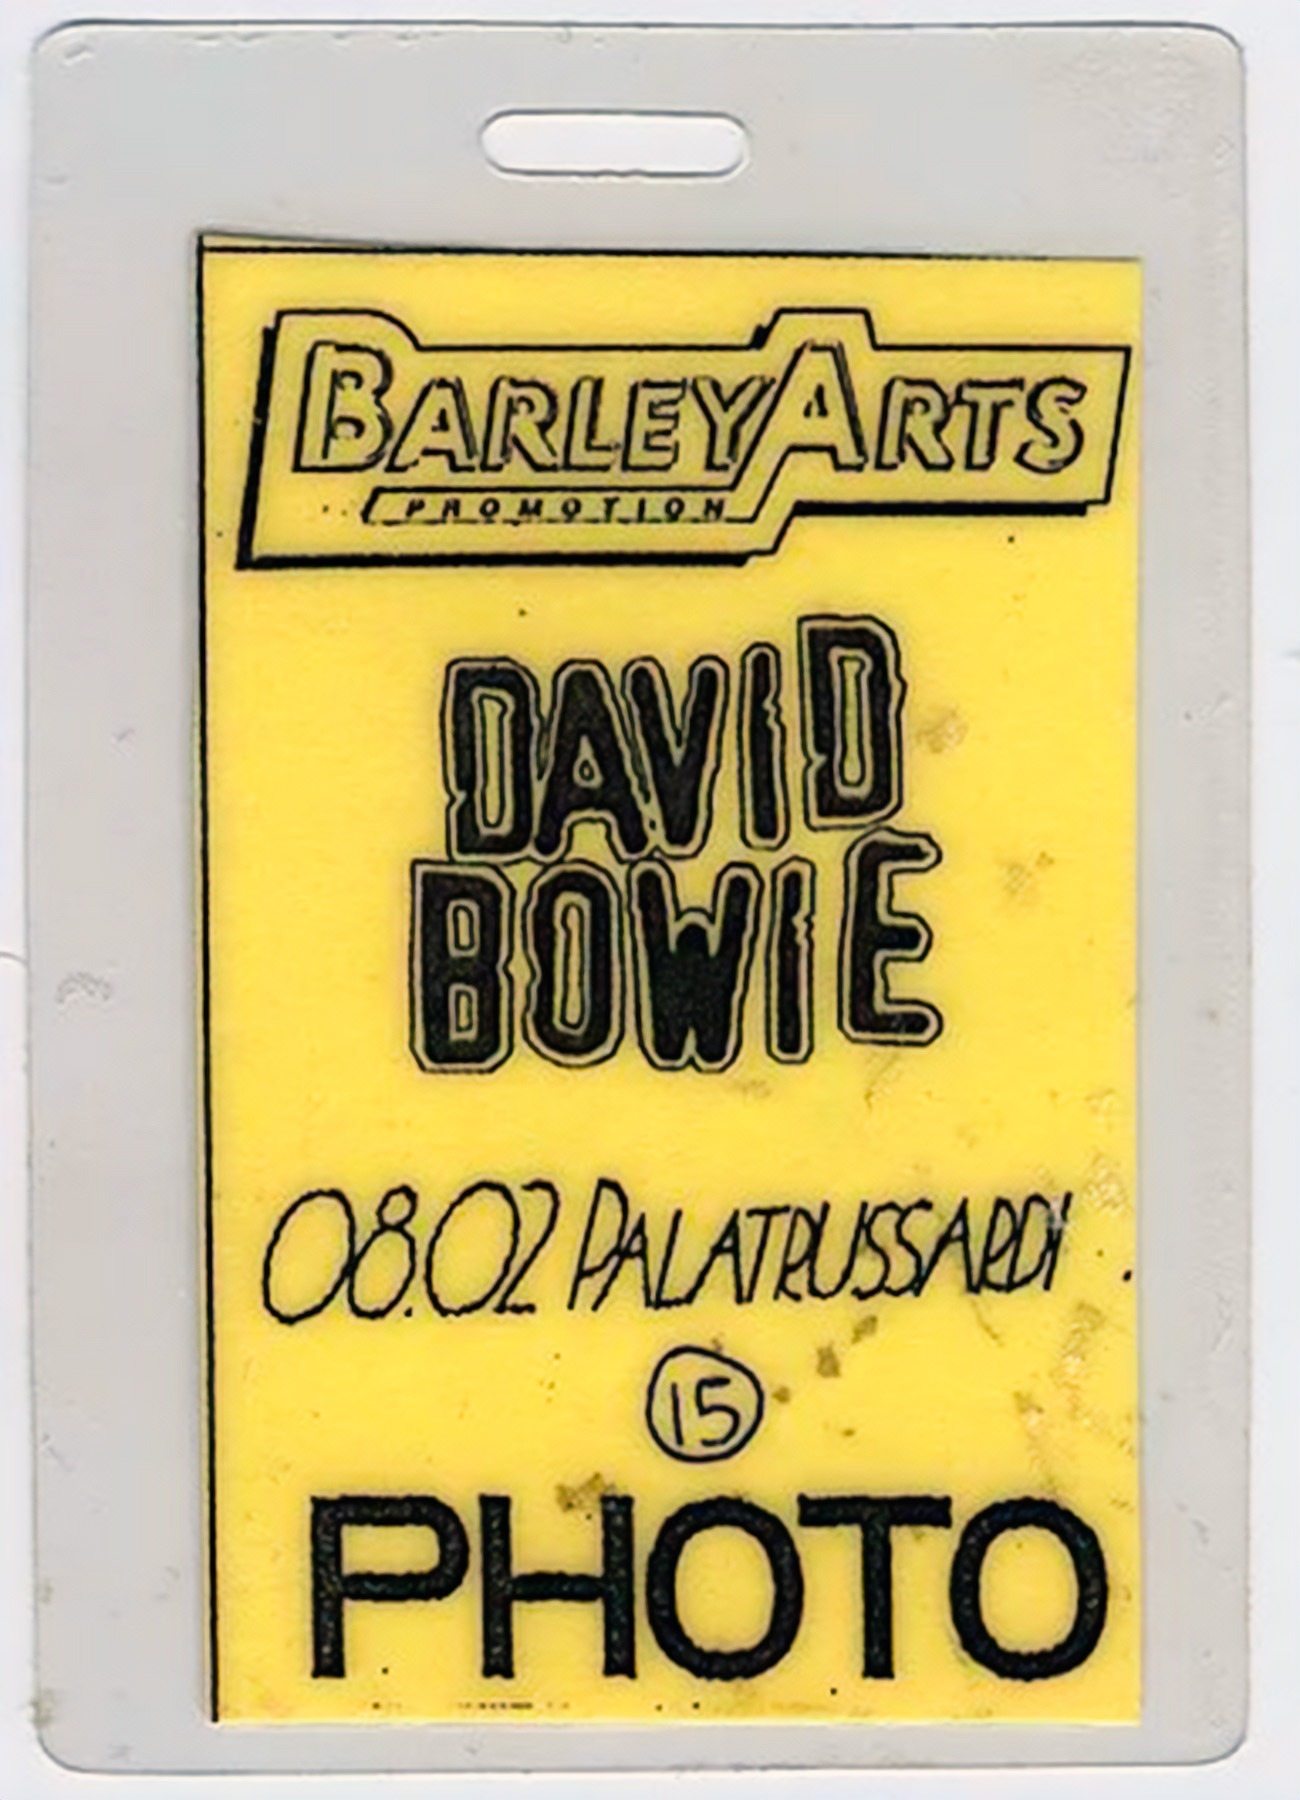 BARLEYARTS
PROMOTION
DAVID
BOWIE
08.02 PALATRUSSARDI
15
PHOTO